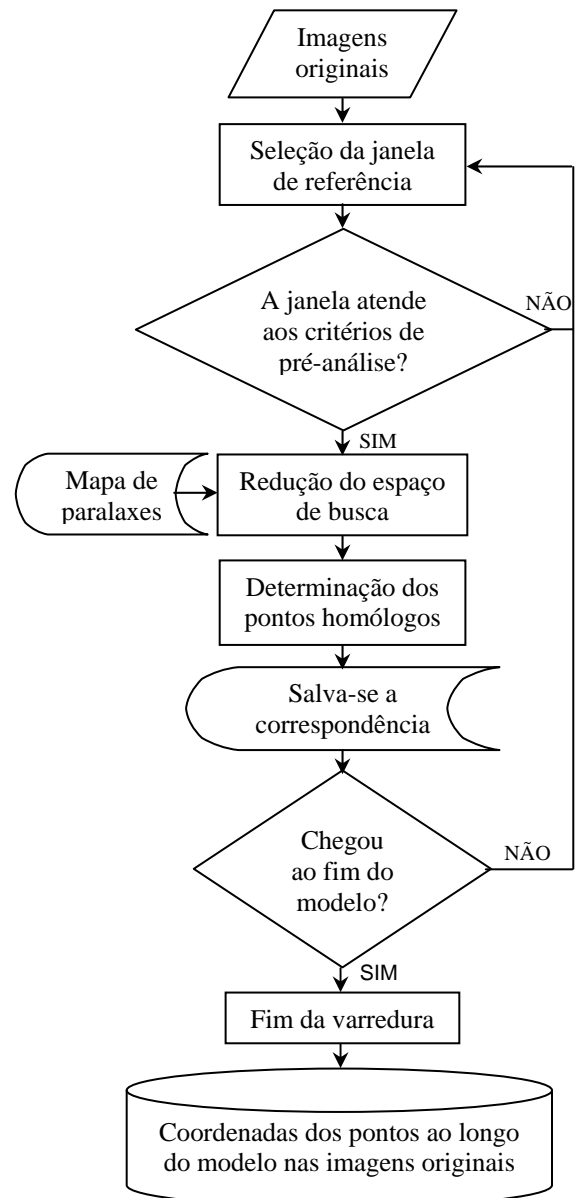 Imagens
originais
Seleção da janela
de referência
A janela atende
aos critérios de
pré-análise?
NÃO
SIM
Mapa de
paralaxes
Redução do espaço
de busca
Determinação dos
pontos homólogos
Salva-se a
correspondência
Chegou
ao fim do
modelo?
NÃO
SIM
Fim da varredura
Coordenadas dos pontos ao longo
do modelo nas imagens originais